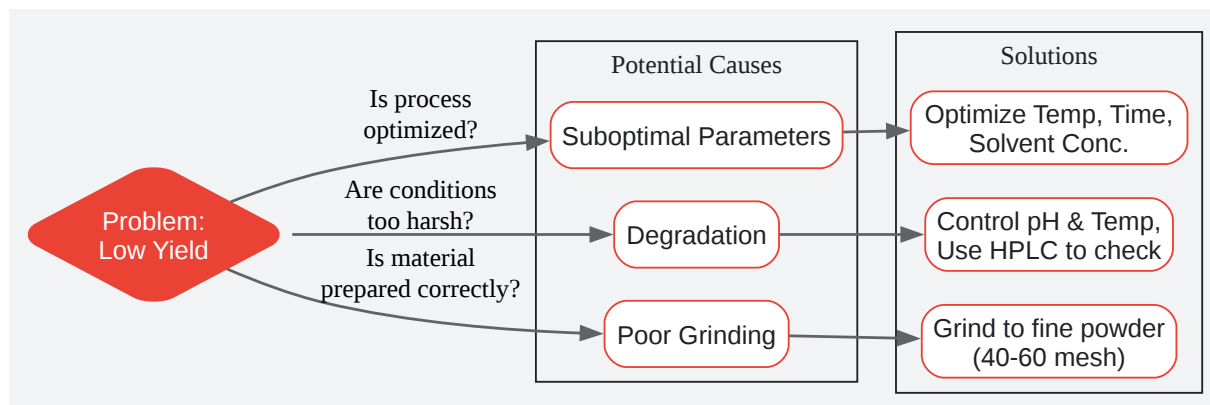 Problem:
Low Yield
Is process
optimized?
Are conditions
too harsh?
Is material
prepared correctly?
Potential Causes
Suboptimal Parameters
Degradation
Poor Grinding
Solutions
Optimize Temp, Time,
Solvent Conc.
Control pH & Temp,
Use HPLC to check
Grind to fine powder
(40-60 mesh)